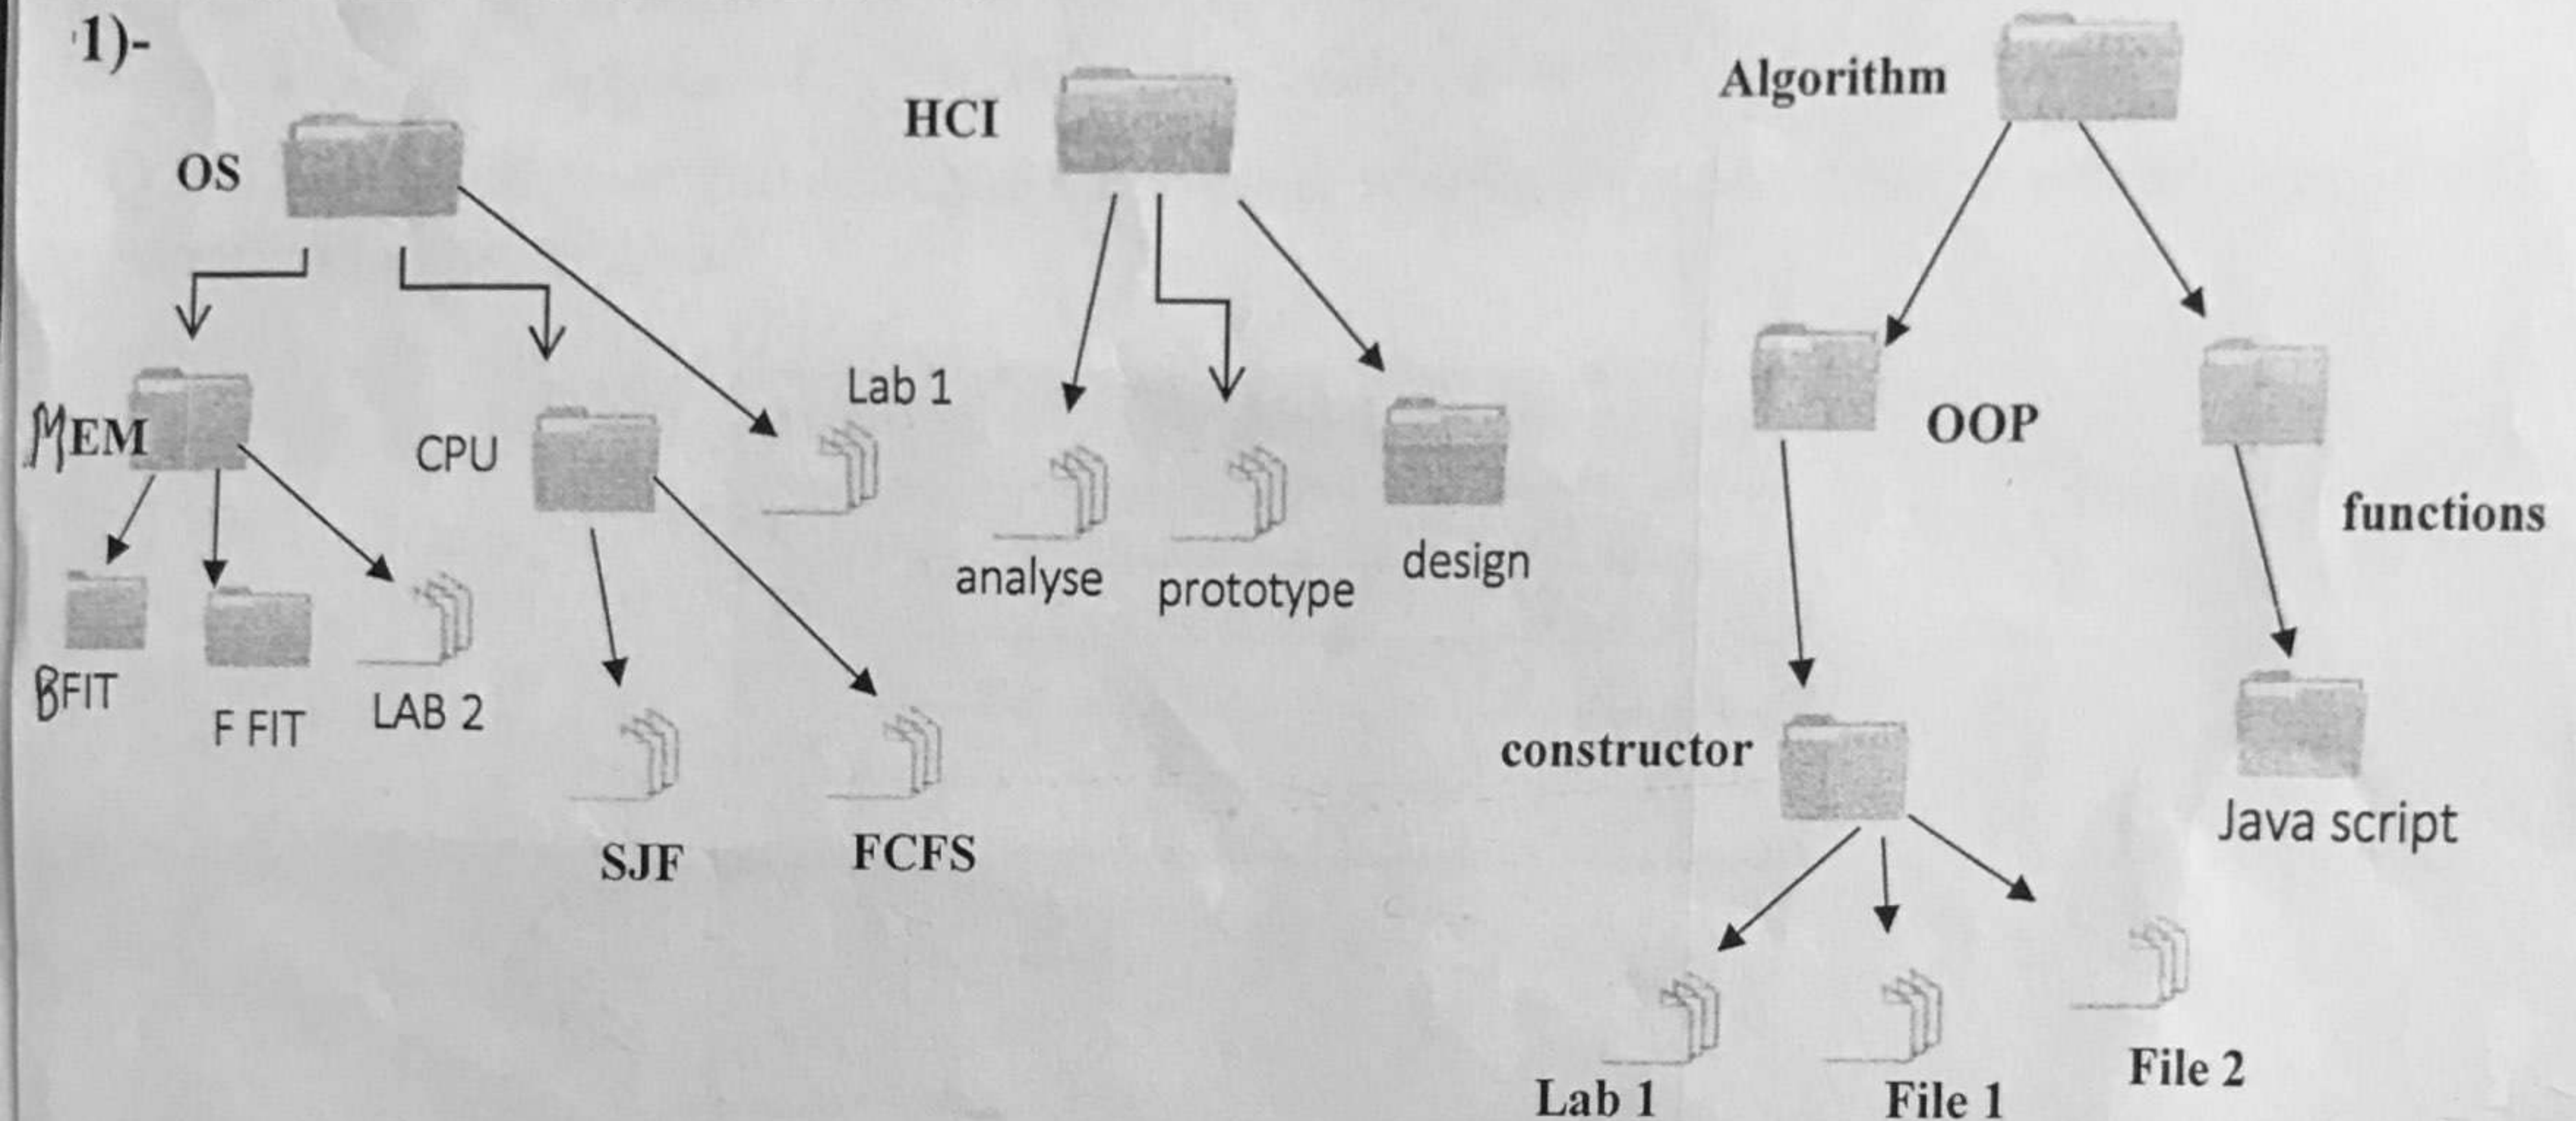 1)-
OS
HCI
Algorithm
MEM
CPU
Lab 1
analyse
prototype
design
OOP
functions
BFIT
F FIT
LAB 2
SJF
FCFS
constructor
Java script
Lab 1
File 1
File 2